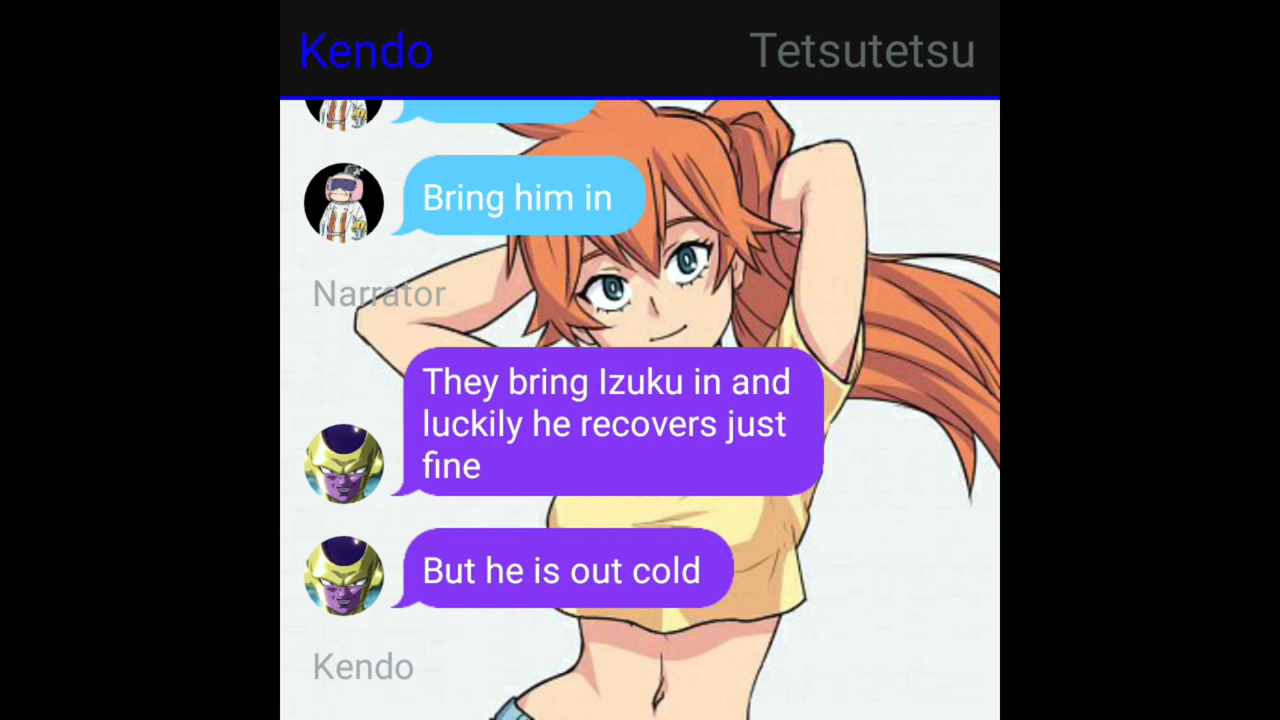 Kendo
Tetsutetsu
Bring him in
Narrator
They bring Izuku in and
luckily he recovers just
fine
But he is out cold
Kendo